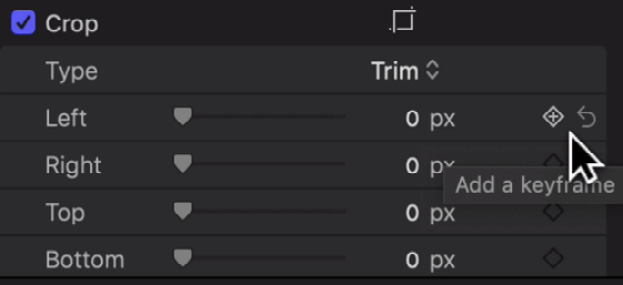 Crop
Type Trim
Left 0 px
Right 0 px
Add a keyframe
Top 0 px
Bottom 0 px